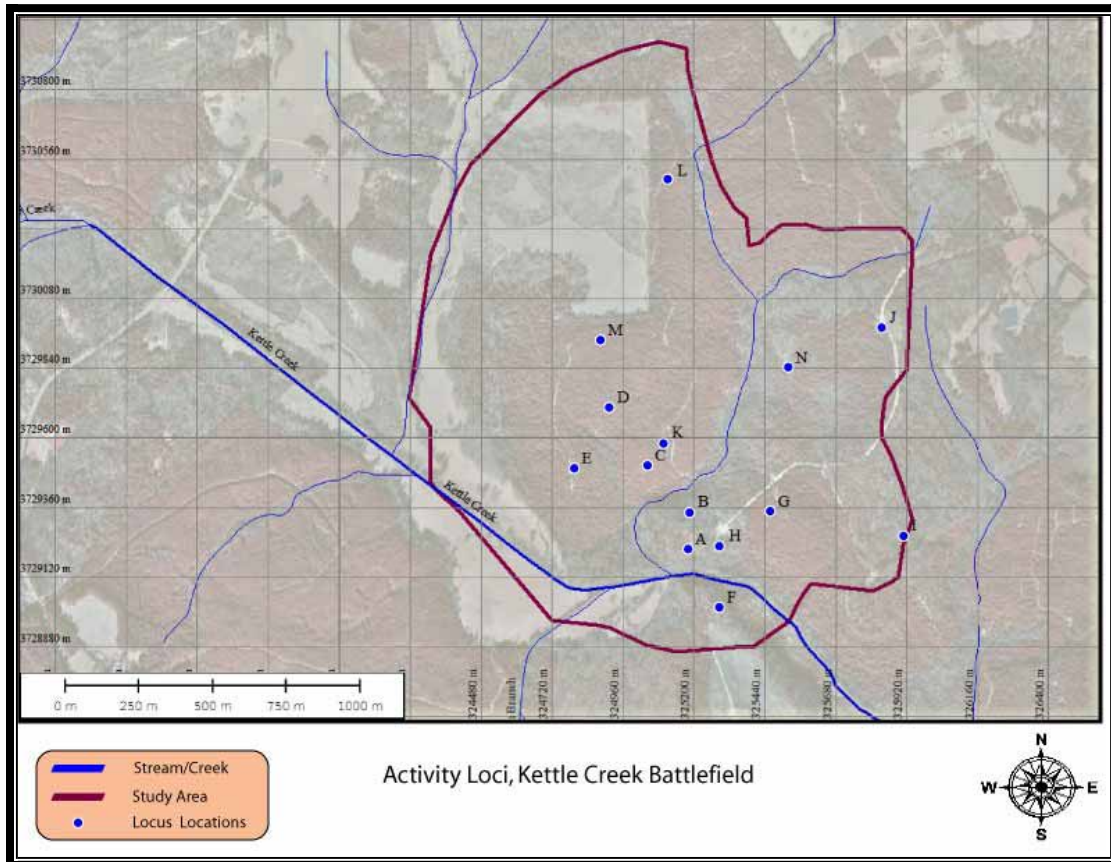 3730800 m
3730560 m
L
Creek
3730080 m
J
M
Kettle Creek
3729840 m
N
D
3729600 m
K
C
E
Kettle Creek
3729360 m
B
G
A
H
I
3729120 m
F
3728880 m
324480 m
324720 m
324960 m
325200 m
325440 m
325680 m
325920 m
326160 m
326400 m
Branch
0 m 250 m 500 m 750 m 1000 m
Stream/Creek
Study Area
Locus Locations
Activity Loci, Kettle Creek Battlefield
N
W E
S